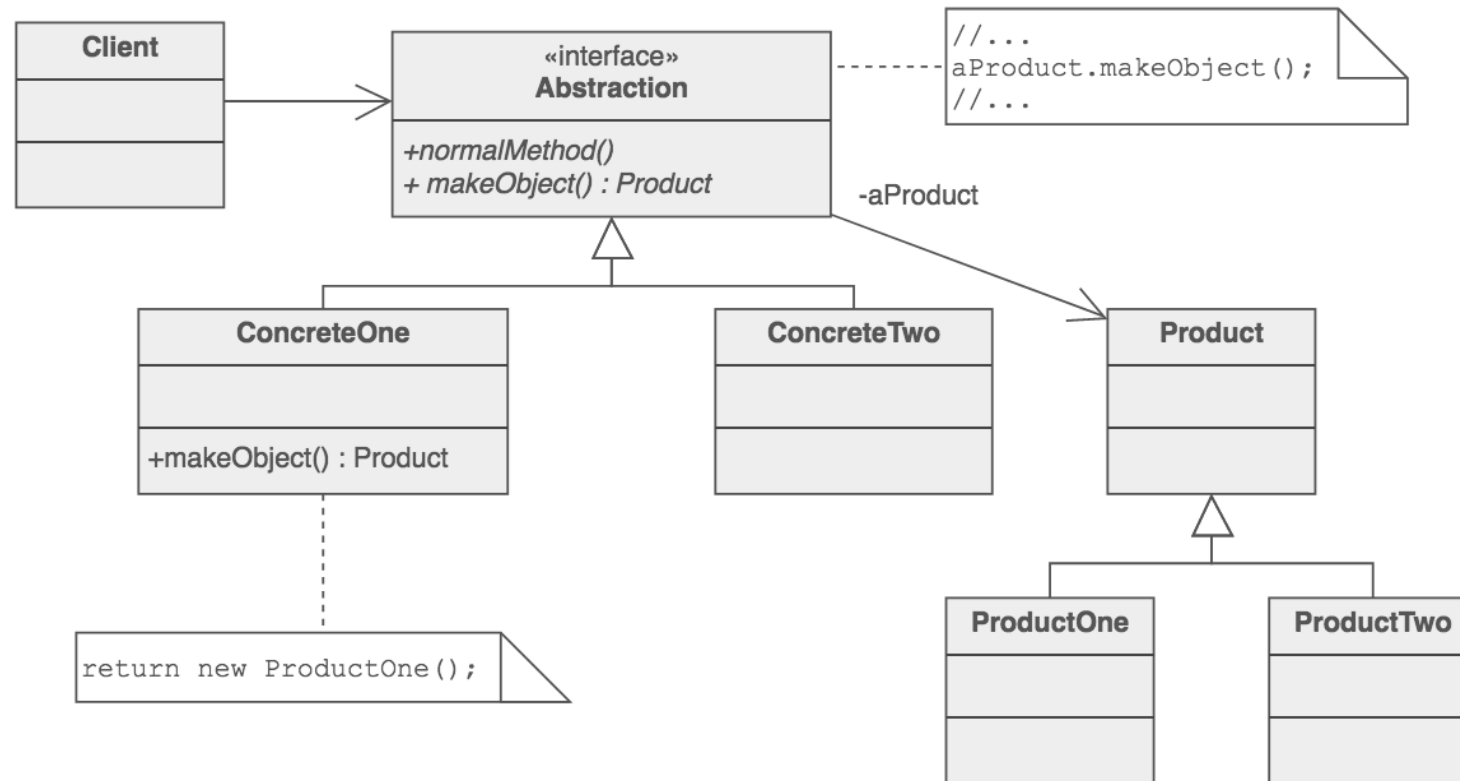 Client
«interface»
Abstraction
+normalMethod()
+ makeObject() : Product
//...
aProduct.makeObject();
//...
-aProduct
ConcreteOne
+makeObject() : Product
ConcreteTwo
Product
return new ProductOne();
ProductOne
ProductTwo